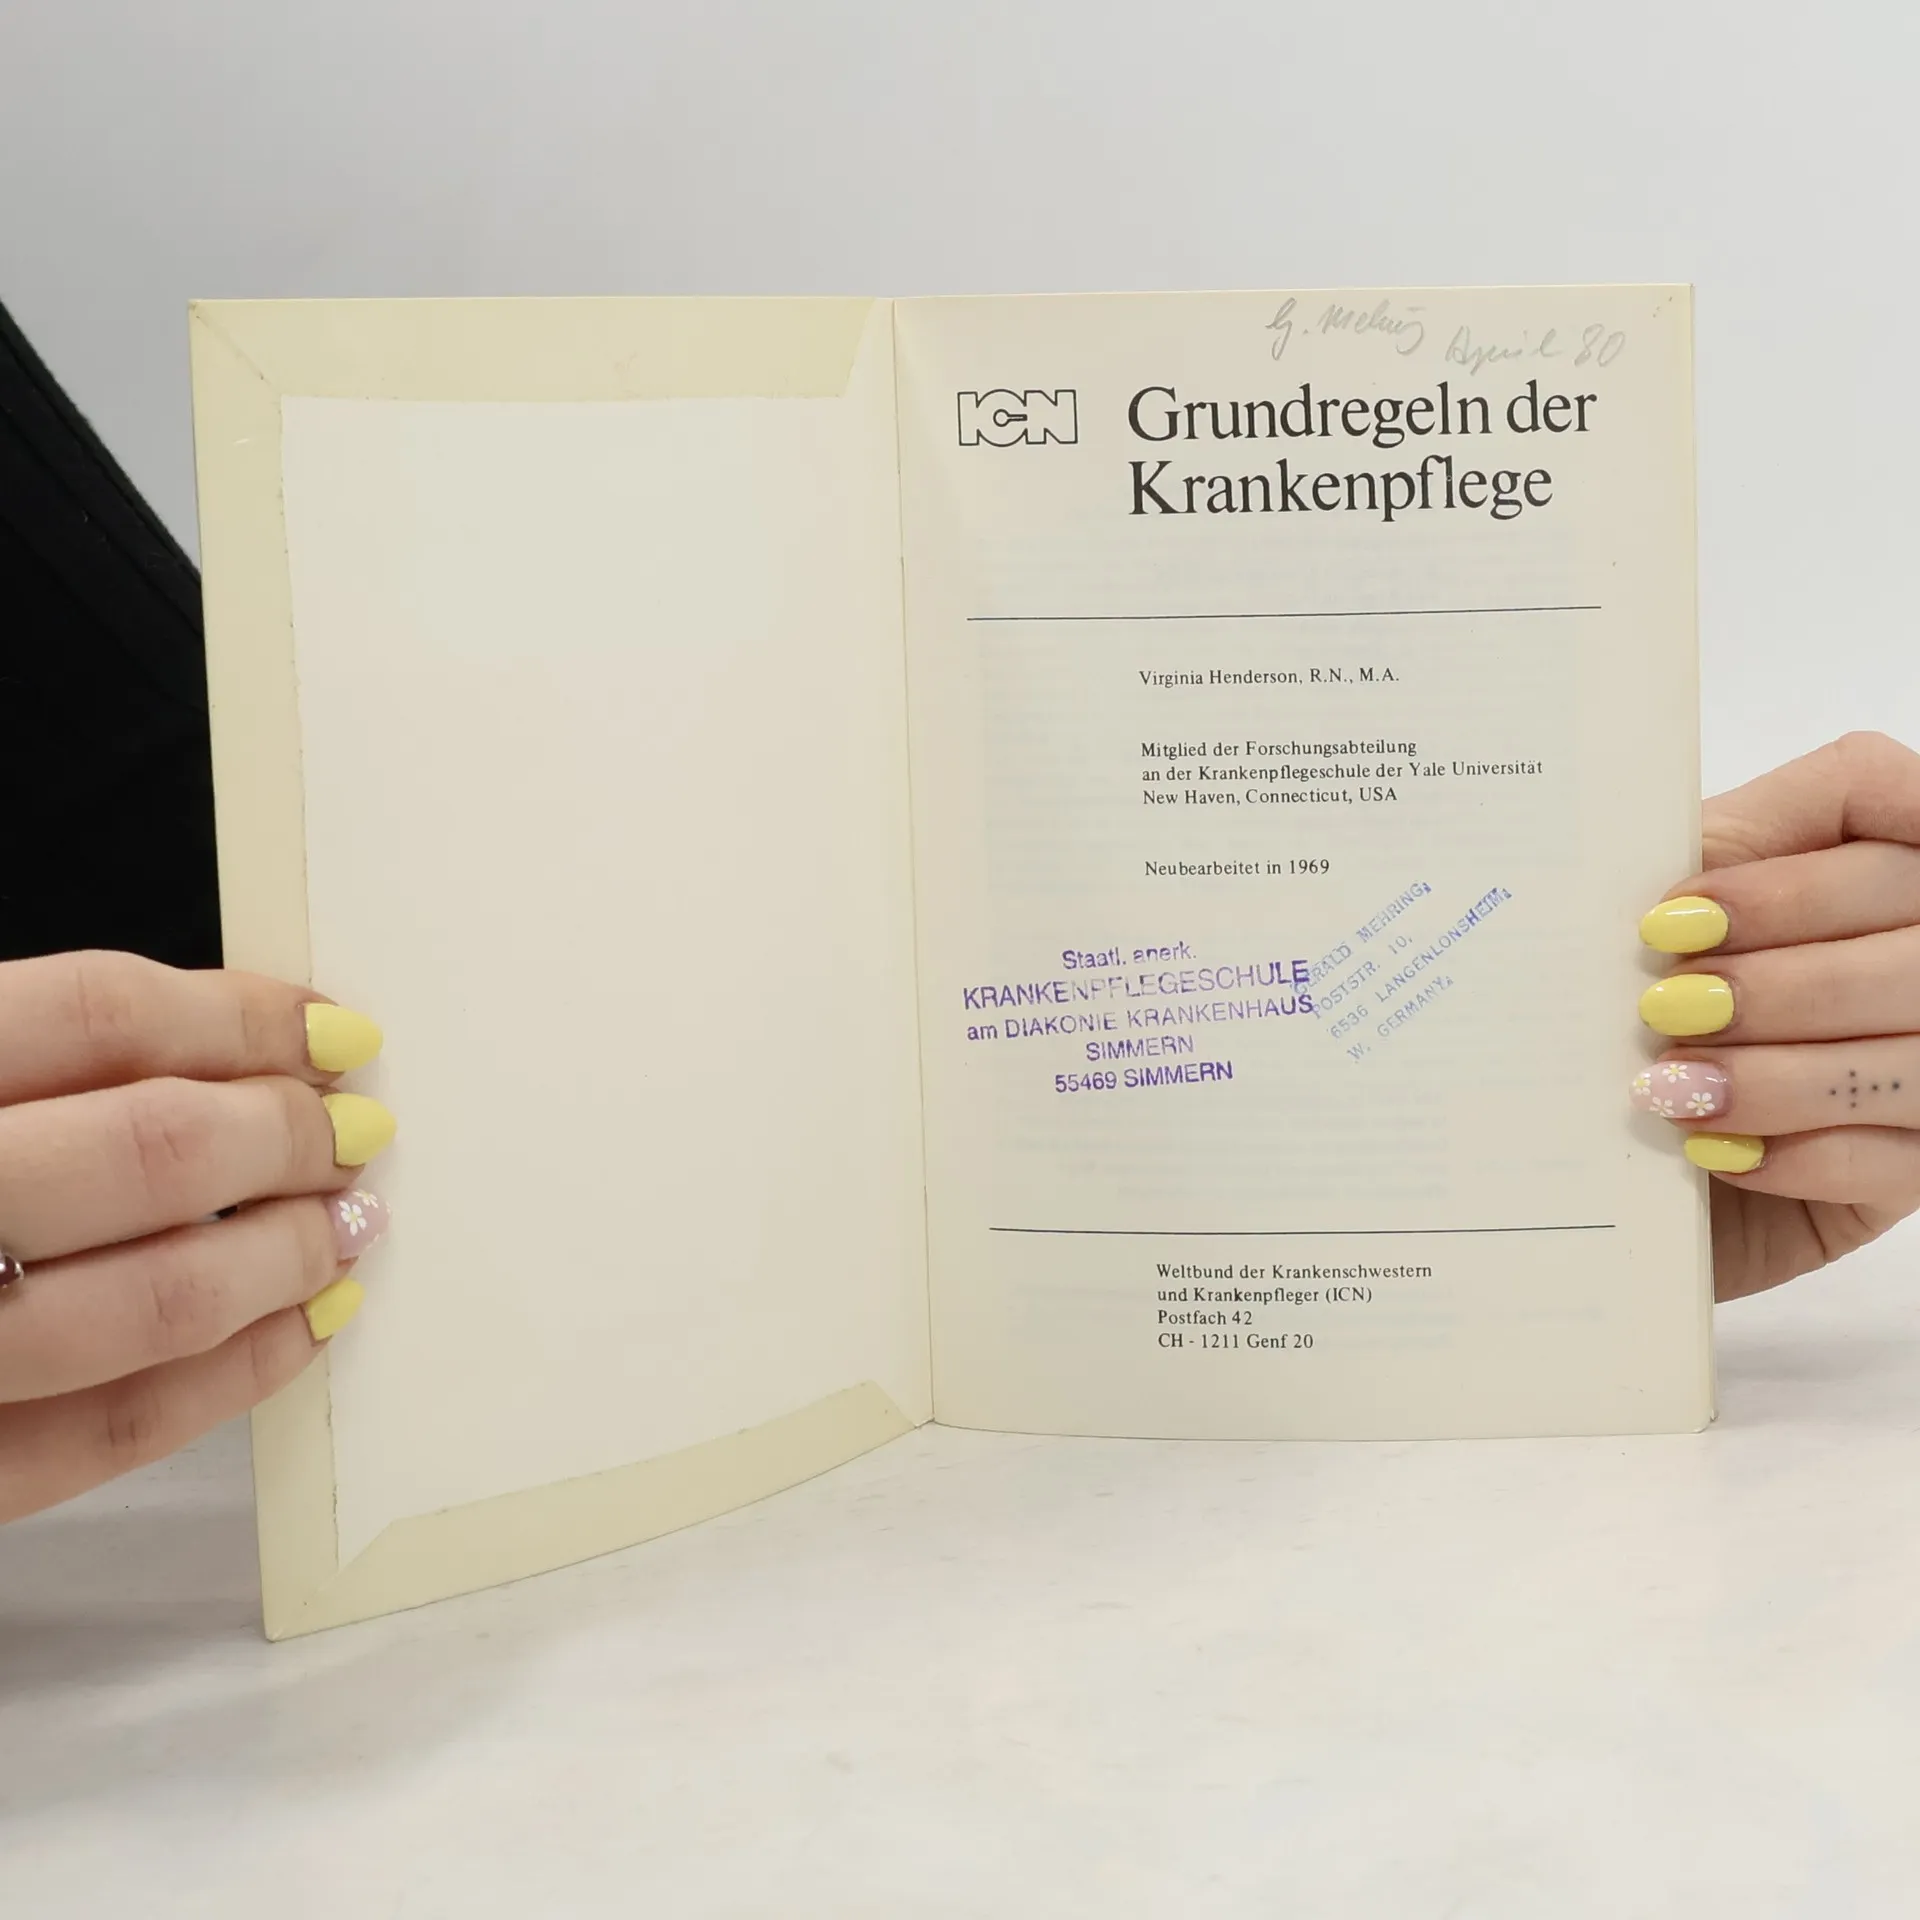 G. Mehring April 80
ICN
Grundregeln der
Krankenpflege
Virginia Henderson, R.N., M.A.
Mitglied der Forschungsabteilung
an der Krankenpflegeschule der Yale Universität
New Haven, Connecticut, USA
Neubearbeitet in 1969
Staatl. anerk.
KRANKENPFLEGESCHULE
am DIAKONIE KRANKENHAUS
SIMMERN
55469 SIMMERN
GERALD MEHRING,
POSTSTR. 10,
6536 LANGENLONSHEIM,
W. GERMANY,
Weltbund der Krankenschwestern
und Krankenpfleger (ICN)
Postfach 42
CH - 1211 Genf 20